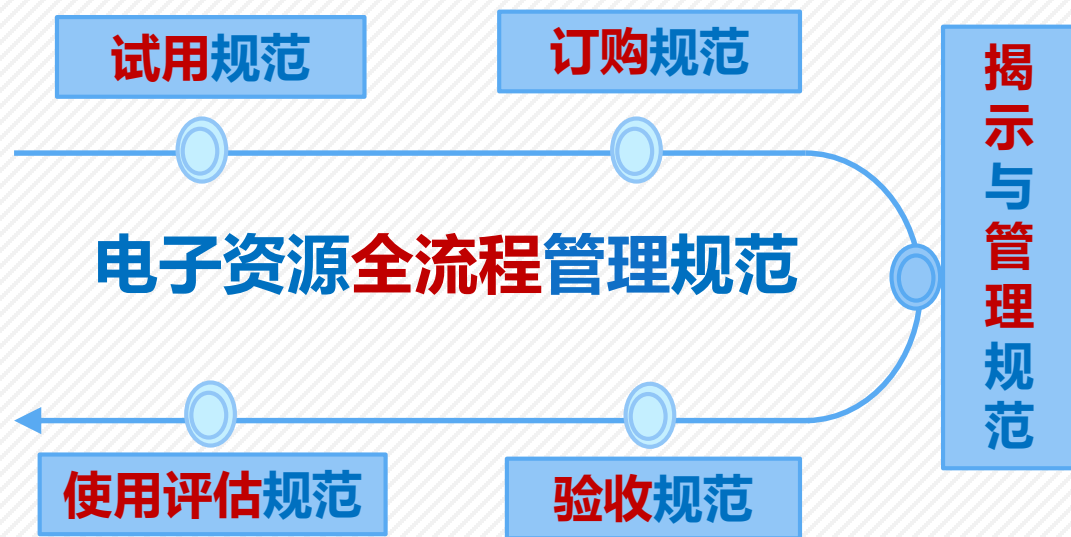 试用规范
订购规范
揭示与管理规范
电子资源全流程管理规范
使用评估规范
验收规范